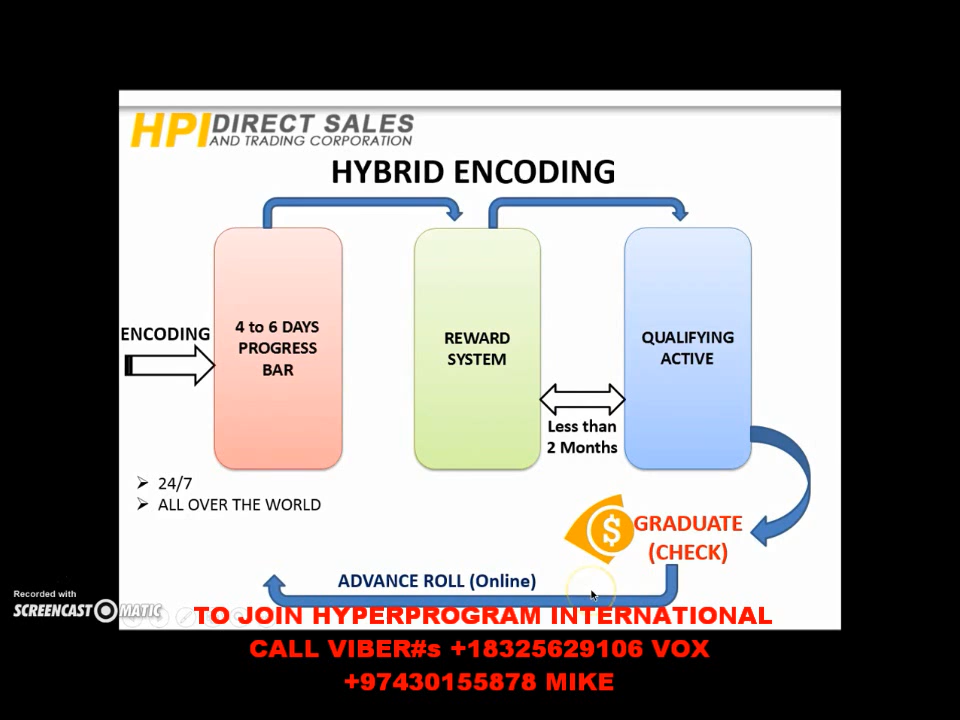 HPI DIRECT SALES
AND TRADING CORPORATION
HYBRID ENCODING
ENCODING
4 to 6 DAYS
PROGRESS
BAR
REWARD
SYSTEM
QUALIFYING
ACTIVE
Less than
2 Months
➢ 24/7
➢ ALL OVER THE WORLD
$
GRADUATE
(CHECK)
ADVANCE ROLL (Online)
Recorded with
SCREENCAST MATIC
TO JOIN HYPERPROGRAM INTERNATIONAL
CALL VIBER#s +18325629106 VOX
+97430155878 MIKE